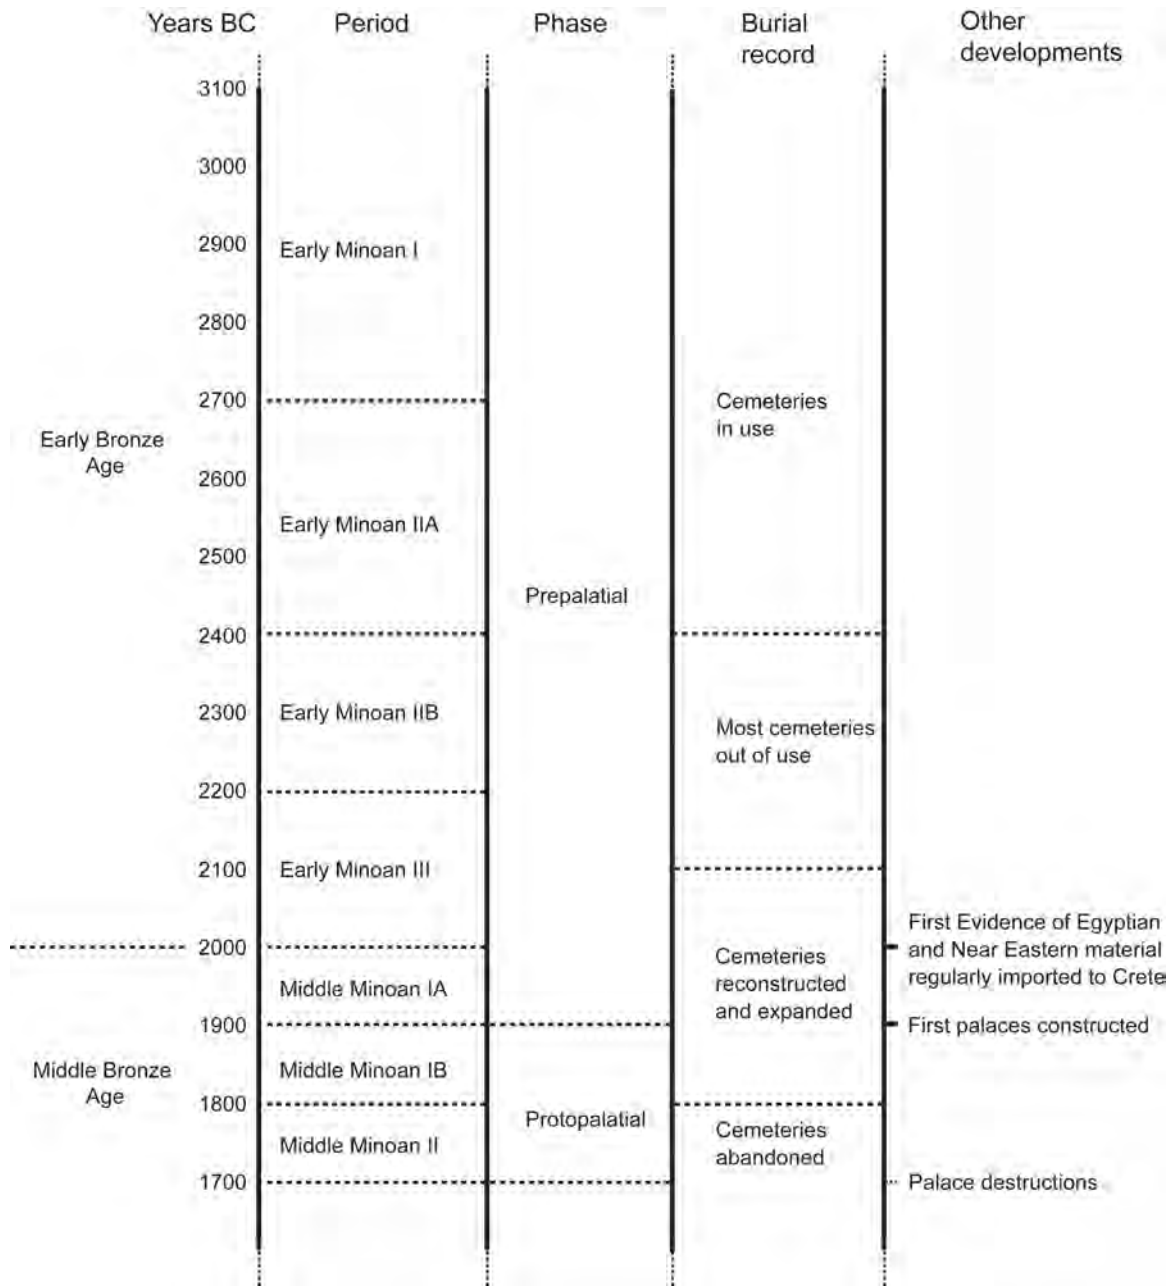 Years BC
Period
Phase
Burial
record
Other
developments
3100
3000
2900
Early Minoan I
2800
2700
Cemeteries
in use
Early Bronze
Age
2600
Early Minoan IIA
2500
Prepalatial
2400
2300
Early Minoan IIB
Most cemeteries
out of use
2200
2100
Early Minoan III
First Evidence of Egyptian
and Near Eastern material
regularly imported to Crete
2000
Cemeteries
reconstructed
and expanded
Middle Minoan IA
1900
First palaces constructed
Middle Bronze
Age
Middle Minoan IB
1800
Protopalatial
Cemeteries
abandoned
Middle Minoan II
1700
Palace destructions